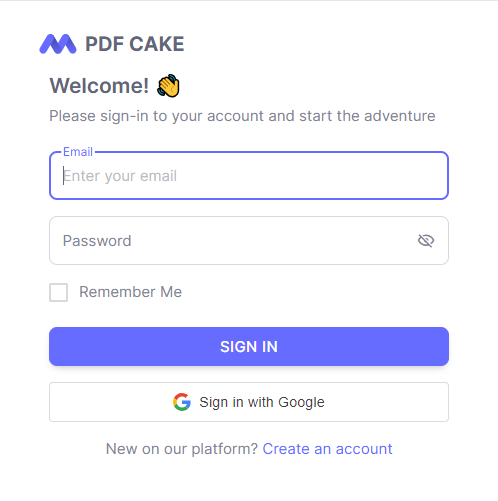 PDF CAKE
Welcome! 👋
Please sign-in to your account and start the adventure
Email
Enter your email
Password
Remember Me
SIGN IN
Sign in with Google
New on our platform? Create an account